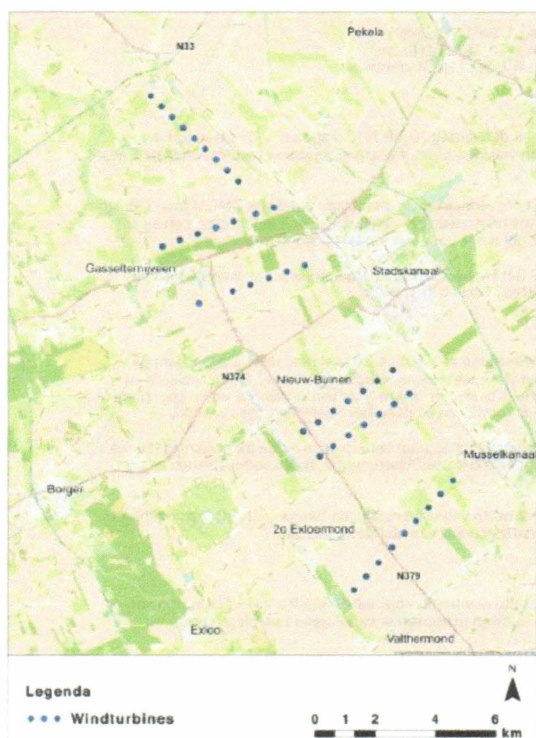 Pekela
N33
Gasselternijveen
Stadskanaal
N374
Nieuw-Buinen
Musselkanaal
Borger
2e Exloermond
N379
Exloo
Valthermond
N
Legenda
Windturbines
0 1 2 4 6
km